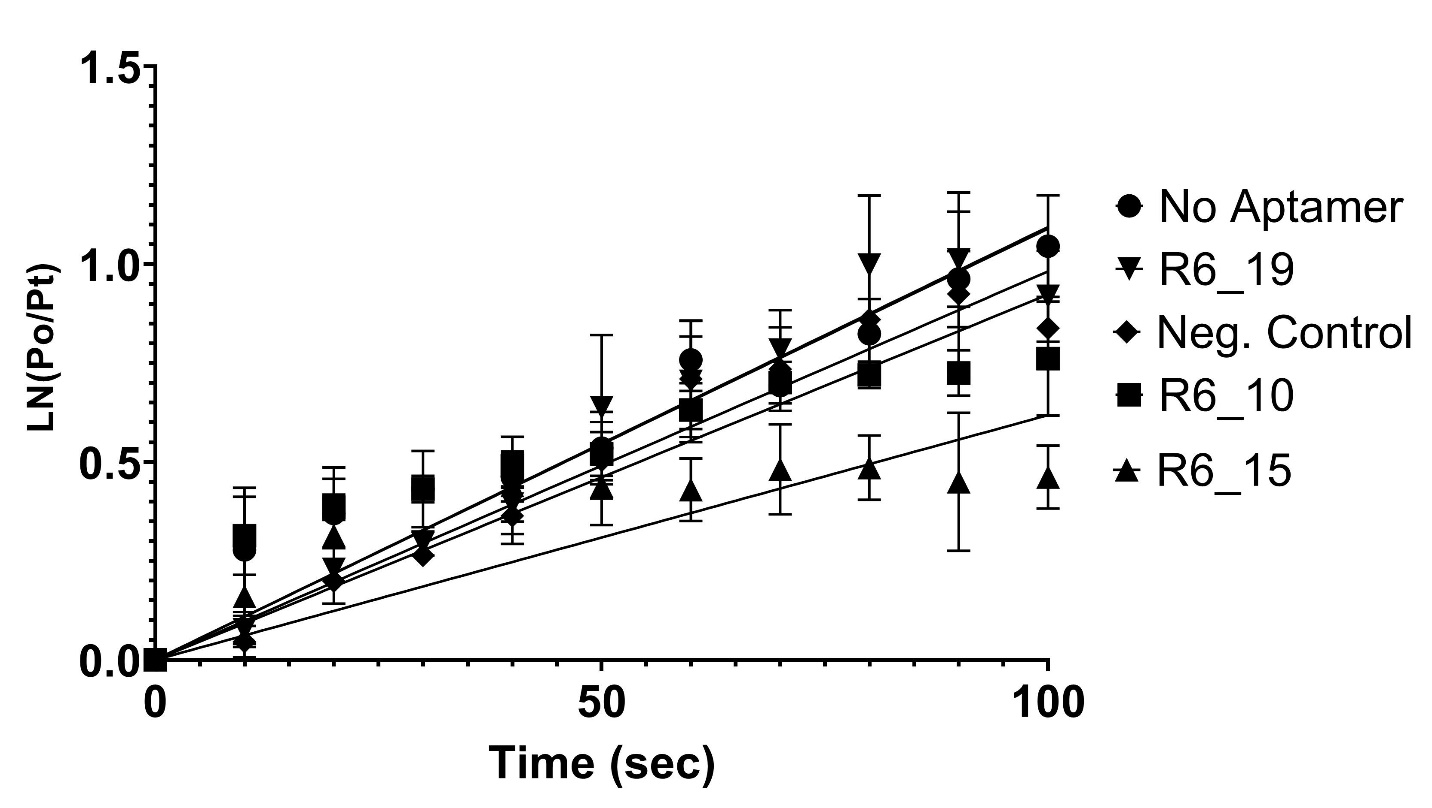 1.5
1.0
0.5
0.0
LN(Po/Pt)
0
50
100
Time (sec)
No Aptamer
R6_19
Neg. Control
R6_10
R6_15